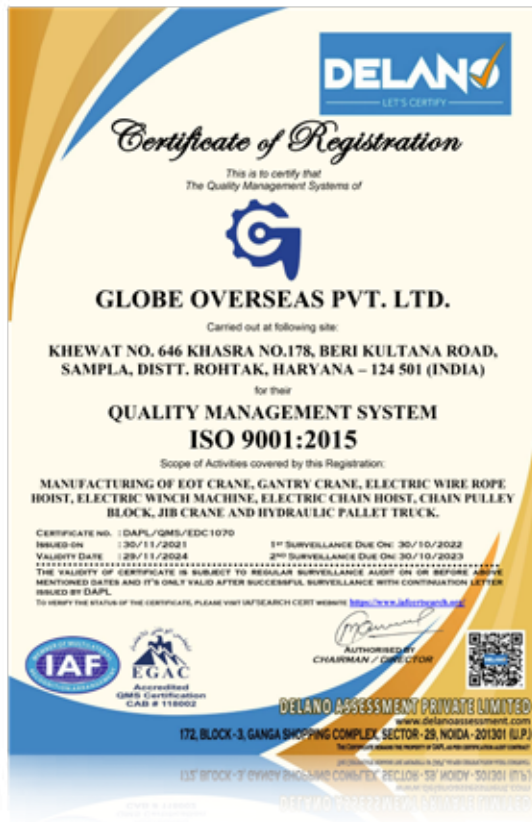 DELANO
LET'S CERTIFY
Certificate of Registration
This is to certify that
The Quality Management Systems of
GLOBE OVERSEAS PVT. LTD.
Carried out at following site:
KHEWAT NO. 646 KHASRA NO.178, BERI KULTANA ROAD,
SAMPLA, DISTT. ROHTAK, HARYANA – 124 501 (INDIA)
for their
QUALITY MANAGEMENT SYSTEM
ISO 9001:2015
Scope of Activities covered by this Registration:
MANUFACTURING OF EOT CRANE, GANTRY CRANE, ELECTRIC WIRE ROPE
HOIST, ELECTRIC WINCH MACHINE, ELECTRIC CHAIN HOIST, CHAIN PULLEY
BLOCK, JIB CRANE AND HYDRAULIC PALLET TRUCK.
CERTIFICATE NO. : DAPL/QMS/EDC1070
ISSUED ON : 30/11/2021 1ST SURVEILLANCE DUE ON: 30/10/2022
VALIDITY DATE : 29/11/2024 2ND SURVEILLANCE DUE ON: 30/10/2023
THE VALIDITY OF CERTIFICATE IS SUBJECT TO REGULAR SURVEILLANCE AUDIT ON OR BEFORE ABOVE
MENTIONED DATES AND IT'S ONLY VALID AFTER SUCCESSFUL SURVEILLANCE WITH CONTINUATION LETTER
ISSUED BY DAPL
TO VERIFY THE STATUS OF THE CERTIFICATE, PLEASE VISIT IAFSEARCH CERT WEBSITE https://www.iafcertsearch.org/
IAF
EGAC
Accredited
QMS Certification
CAB # 118002
AUTHORISED BY
CHAIRMAN / DIRECTOR
DELANO
DELANO ASSESSMENT PRIVATE LIMITED
www.delanoassessment.com
172, BLOCK -3, GANGA SHOPPING COMPLEX, SECTOR - 29, NOIDA - 201301 (U.P.)